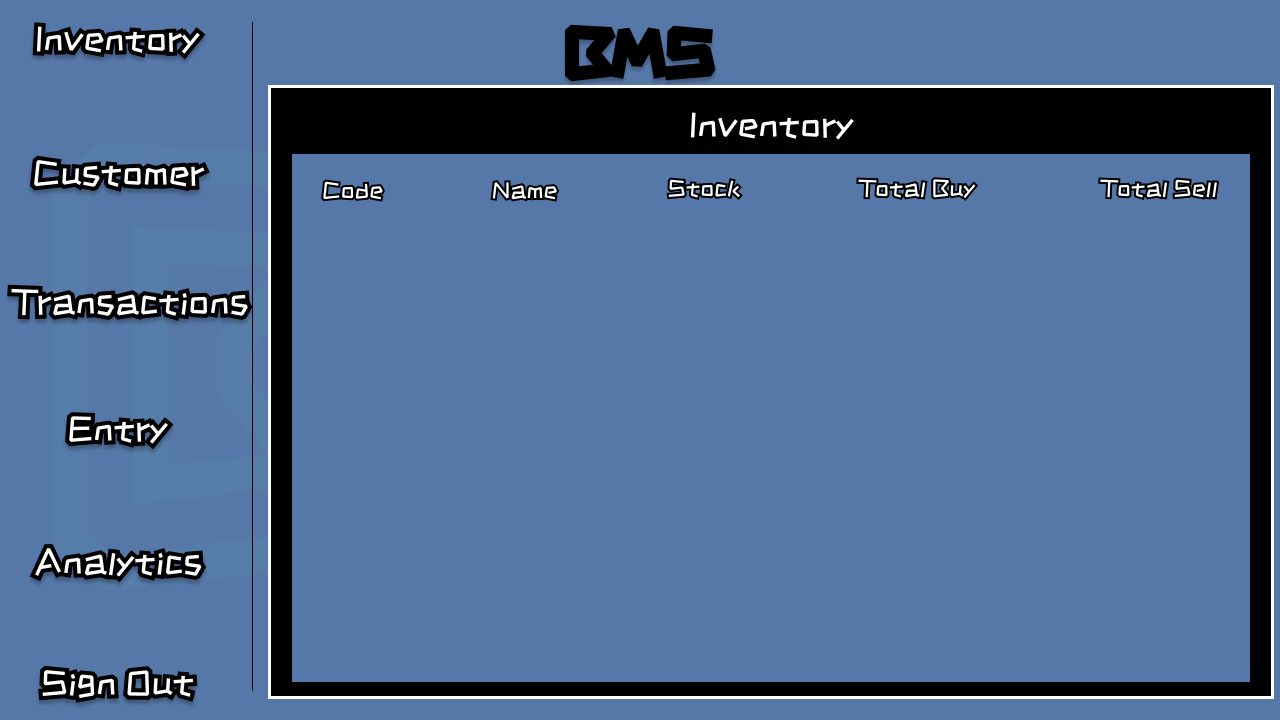 BMS
Inventory
Customer
Transactions
Entry
Analytics
Sign Out
Inventory
Code Name Stock Total Buy Total Sell